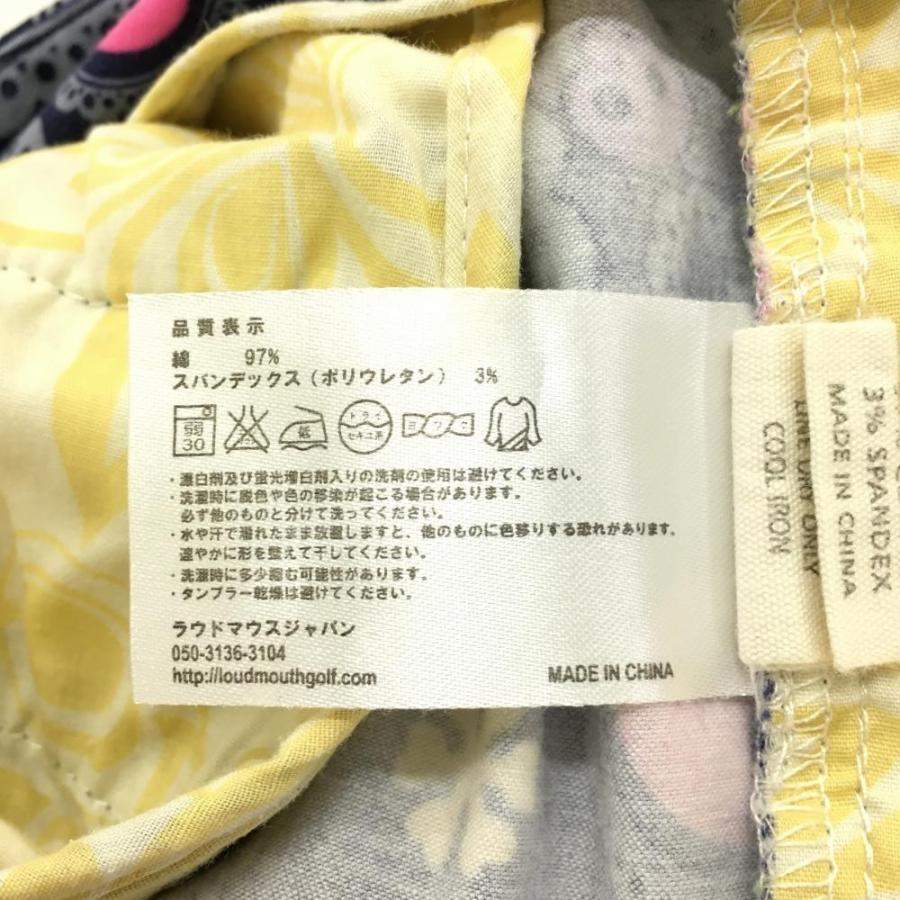 品質表示
綿 97%
スパンデックス（ポリウレタン） 3%
弱
30
低
ドライ
セキユ系
ヨワク
・漂白剤及び蛍光増白剤入りの洗剤の使用は避けてください。
・洗濯時に脱色や色の移染が起こる場合があります。
必ず他のものと分けて洗ってください。
・水や汗で濡れたまま放置しますと、他のものに色移りする恐れがあります。
速やかに形を整えて干してください。
・洗濯時に多少縮む可能性があります。
・タンブラー乾燥は避けてください。
ラウドマウスジャパン
050-3136-3104
http://loudmouthgolf.com
MADE IN CHINA
LINE DRY ONLY
COOL IRON
3% SPANDEX
MADE IN CHINA